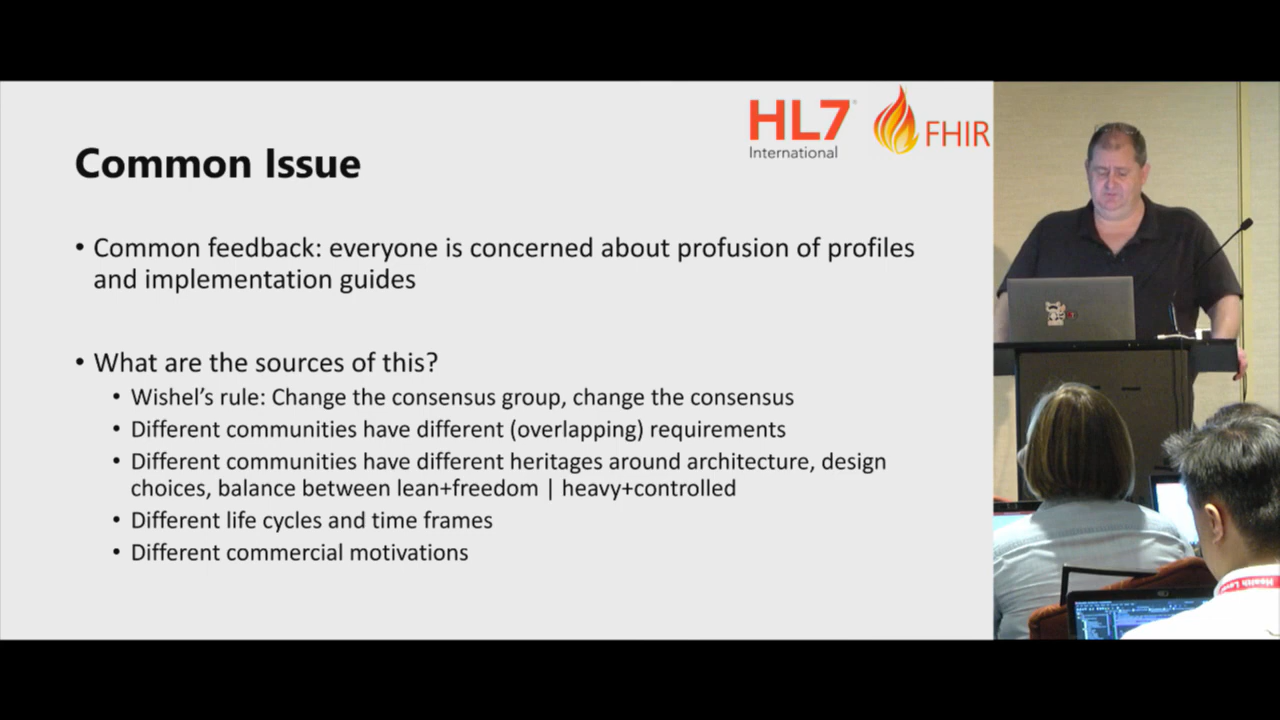 HL7
International
FHIR
Common Issue
• Common feedback: everyone is concerned about profusion of profiles
and implementation guides
• What are the sources of this?
• Wishel’s rule: Change the consensus group, change the consensus
• Different communities have different (overlapping) requirements
• Different communities have different heritages around architecture, design
choices, balance between lean+freedom | heavy+controlled
• Different life cycles and time frames
• Different commercial motivations